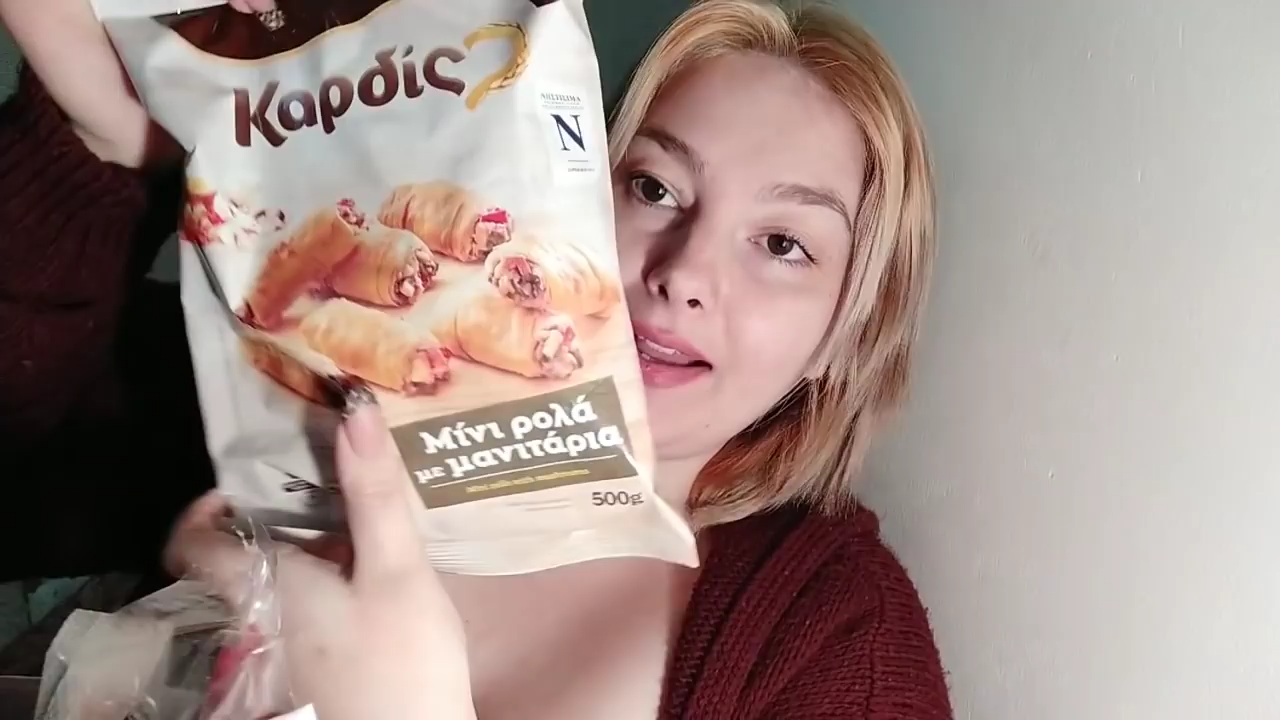 Καρδίς
N
Μίνι ρολά
με μανιτάρια
500g